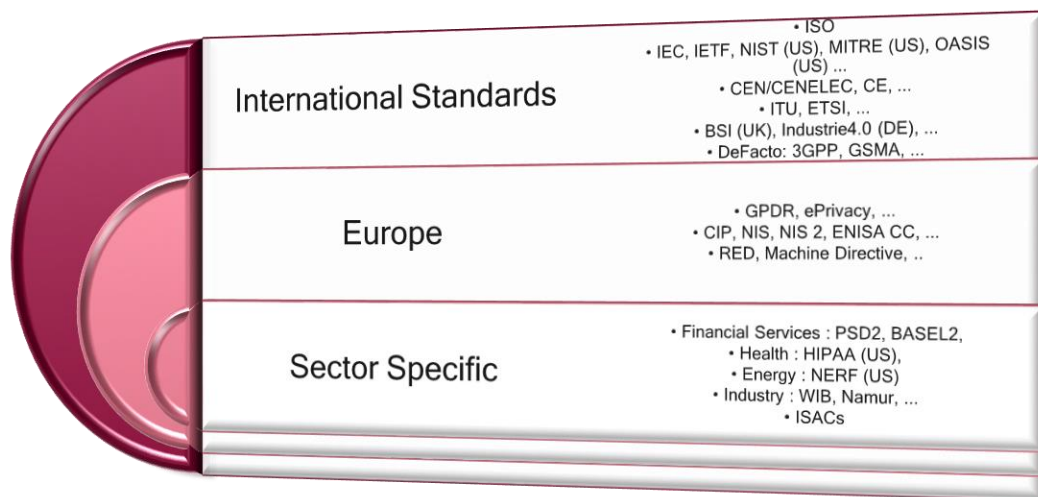 International Standards
• ISO
• IEC, IETF, NIST (US), MITRE (US), OASIS
(US) ...
• CEN/CENELEC, CE, ...
• ITU, ETSI, ...
• BSI (UK), Industrie4.0 (DE), ...
• DeFacto: 3GPP, GSMA, ...
Europe
• GPDR, ePrivacy, ...
• CIP, NIS, NIS 2, ENISA CC, ...
• RED, Machine Directive, ..
Sector Specific
• Financial Services : PSD2, BASEL2,
• Health : HIPAA (US),
• Energy : NERF (US)
• Industry : WIB, Namur, ...
• ISACs